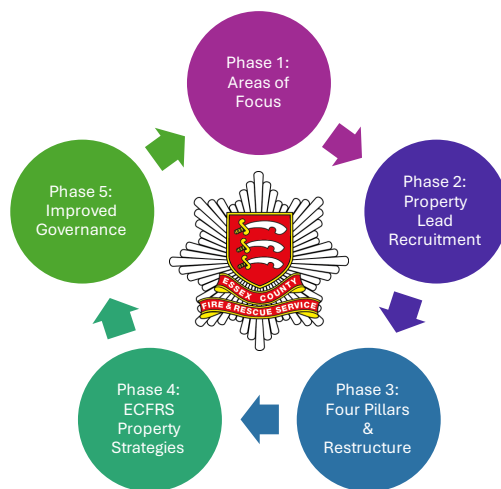 Phase 1:
Areas of
Focus
Phase 2:
Property
Lead
Recruitment
Phase 3:
Four Pillars
&
Restructure
Phase 4:
ECFRS
Property
Strategies
Phase 5:
Improved
Governance
ESSEX COUNTY
FIRE & RESCUE SERVICE